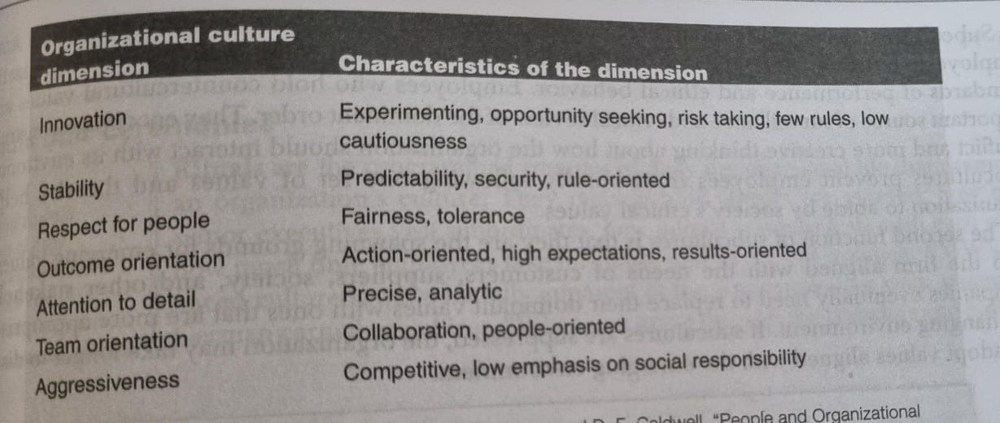 Organizational culture
dimension Characteristics of the dimension
Innovation Experimenting, opportunity seeking, risk taking, few rules, low
cautiousness
Stability Predictability, security, rule-oriented
Respect for people Fairness, tolerance
Outcome orientation Action-oriented, high expectations, results-oriented
Attention to detail Precise, analytic
Team orientation Collaboration, people-oriented
Aggressiveness Competitive, low emphasis on social responsibility
Caldwell, “People and Organizational